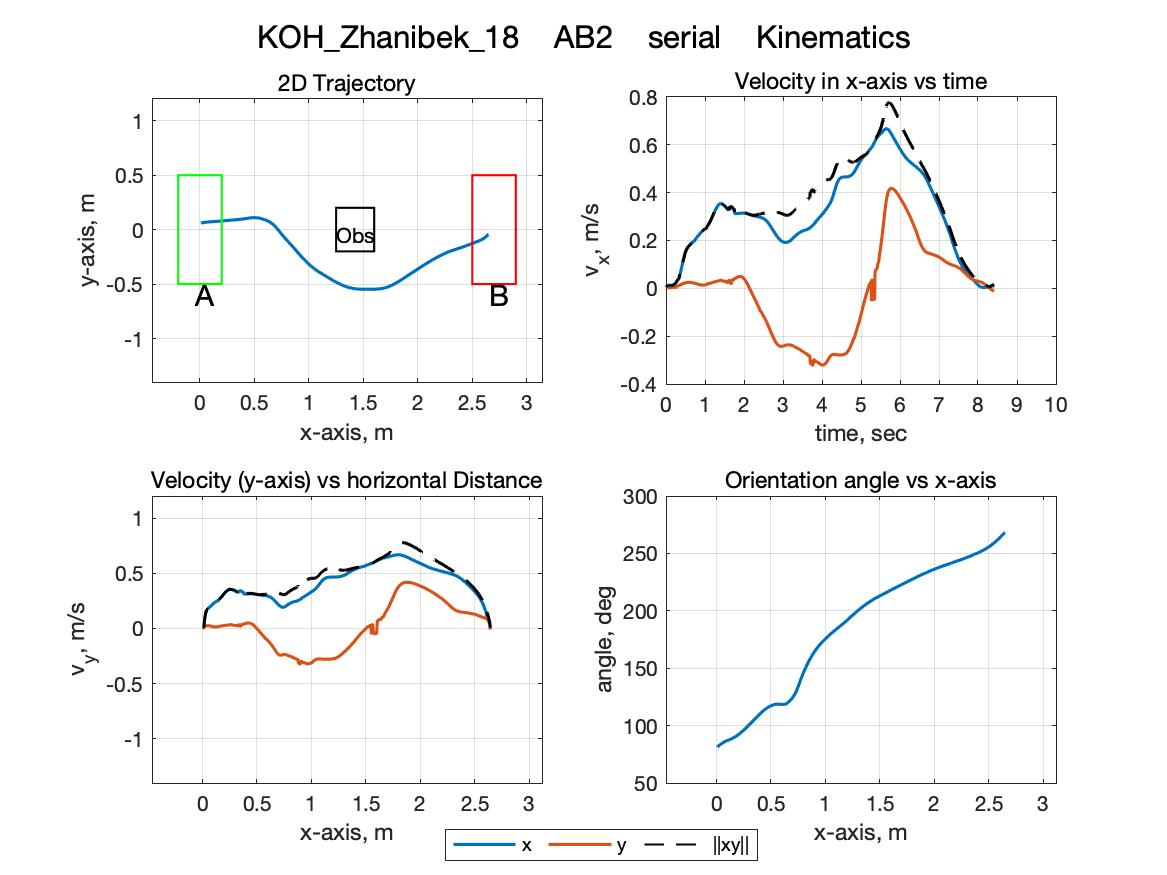 KOH_Zhanibek_18 AB2 serial Kinematics
2D Trajectory
1
0.5
0
-0.5
-1
y-axis, m
Obs
A
B
0 0.5 1 1.5 2 2.5 3
x-axis, m
Velocity in x-axis vs time
0.8
0.6
0.4
0.2
0
-0.2
-0.4
v_x, m/s
0 1 2 3 4 5 6 7 8 9 10
time, sec
Velocity (y-axis) vs horizontal Distance
1
0.5
0
-0.5
-1
v_y, m/s
0 0.5 1 1.5 2 2.5 3
x-axis, m
Orientation angle vs x-axis
300
250
200
150
100
50
angle, deg
0 0.5 1 1.5 2 2.5 3
x-axis, m
x y ||xy||